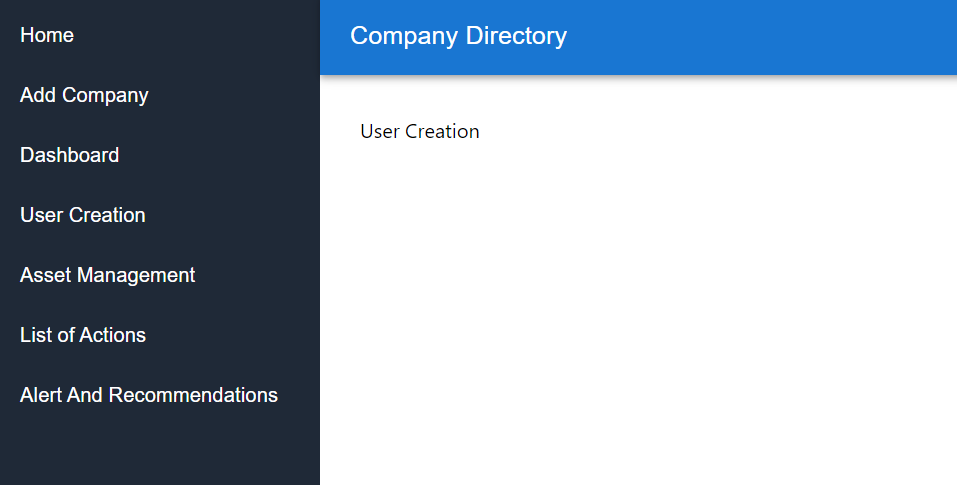 Home
Add Company
Dashboard
User Creation
Asset Management
List of Actions
Alert And Recommendations
Company Directory
User Creation